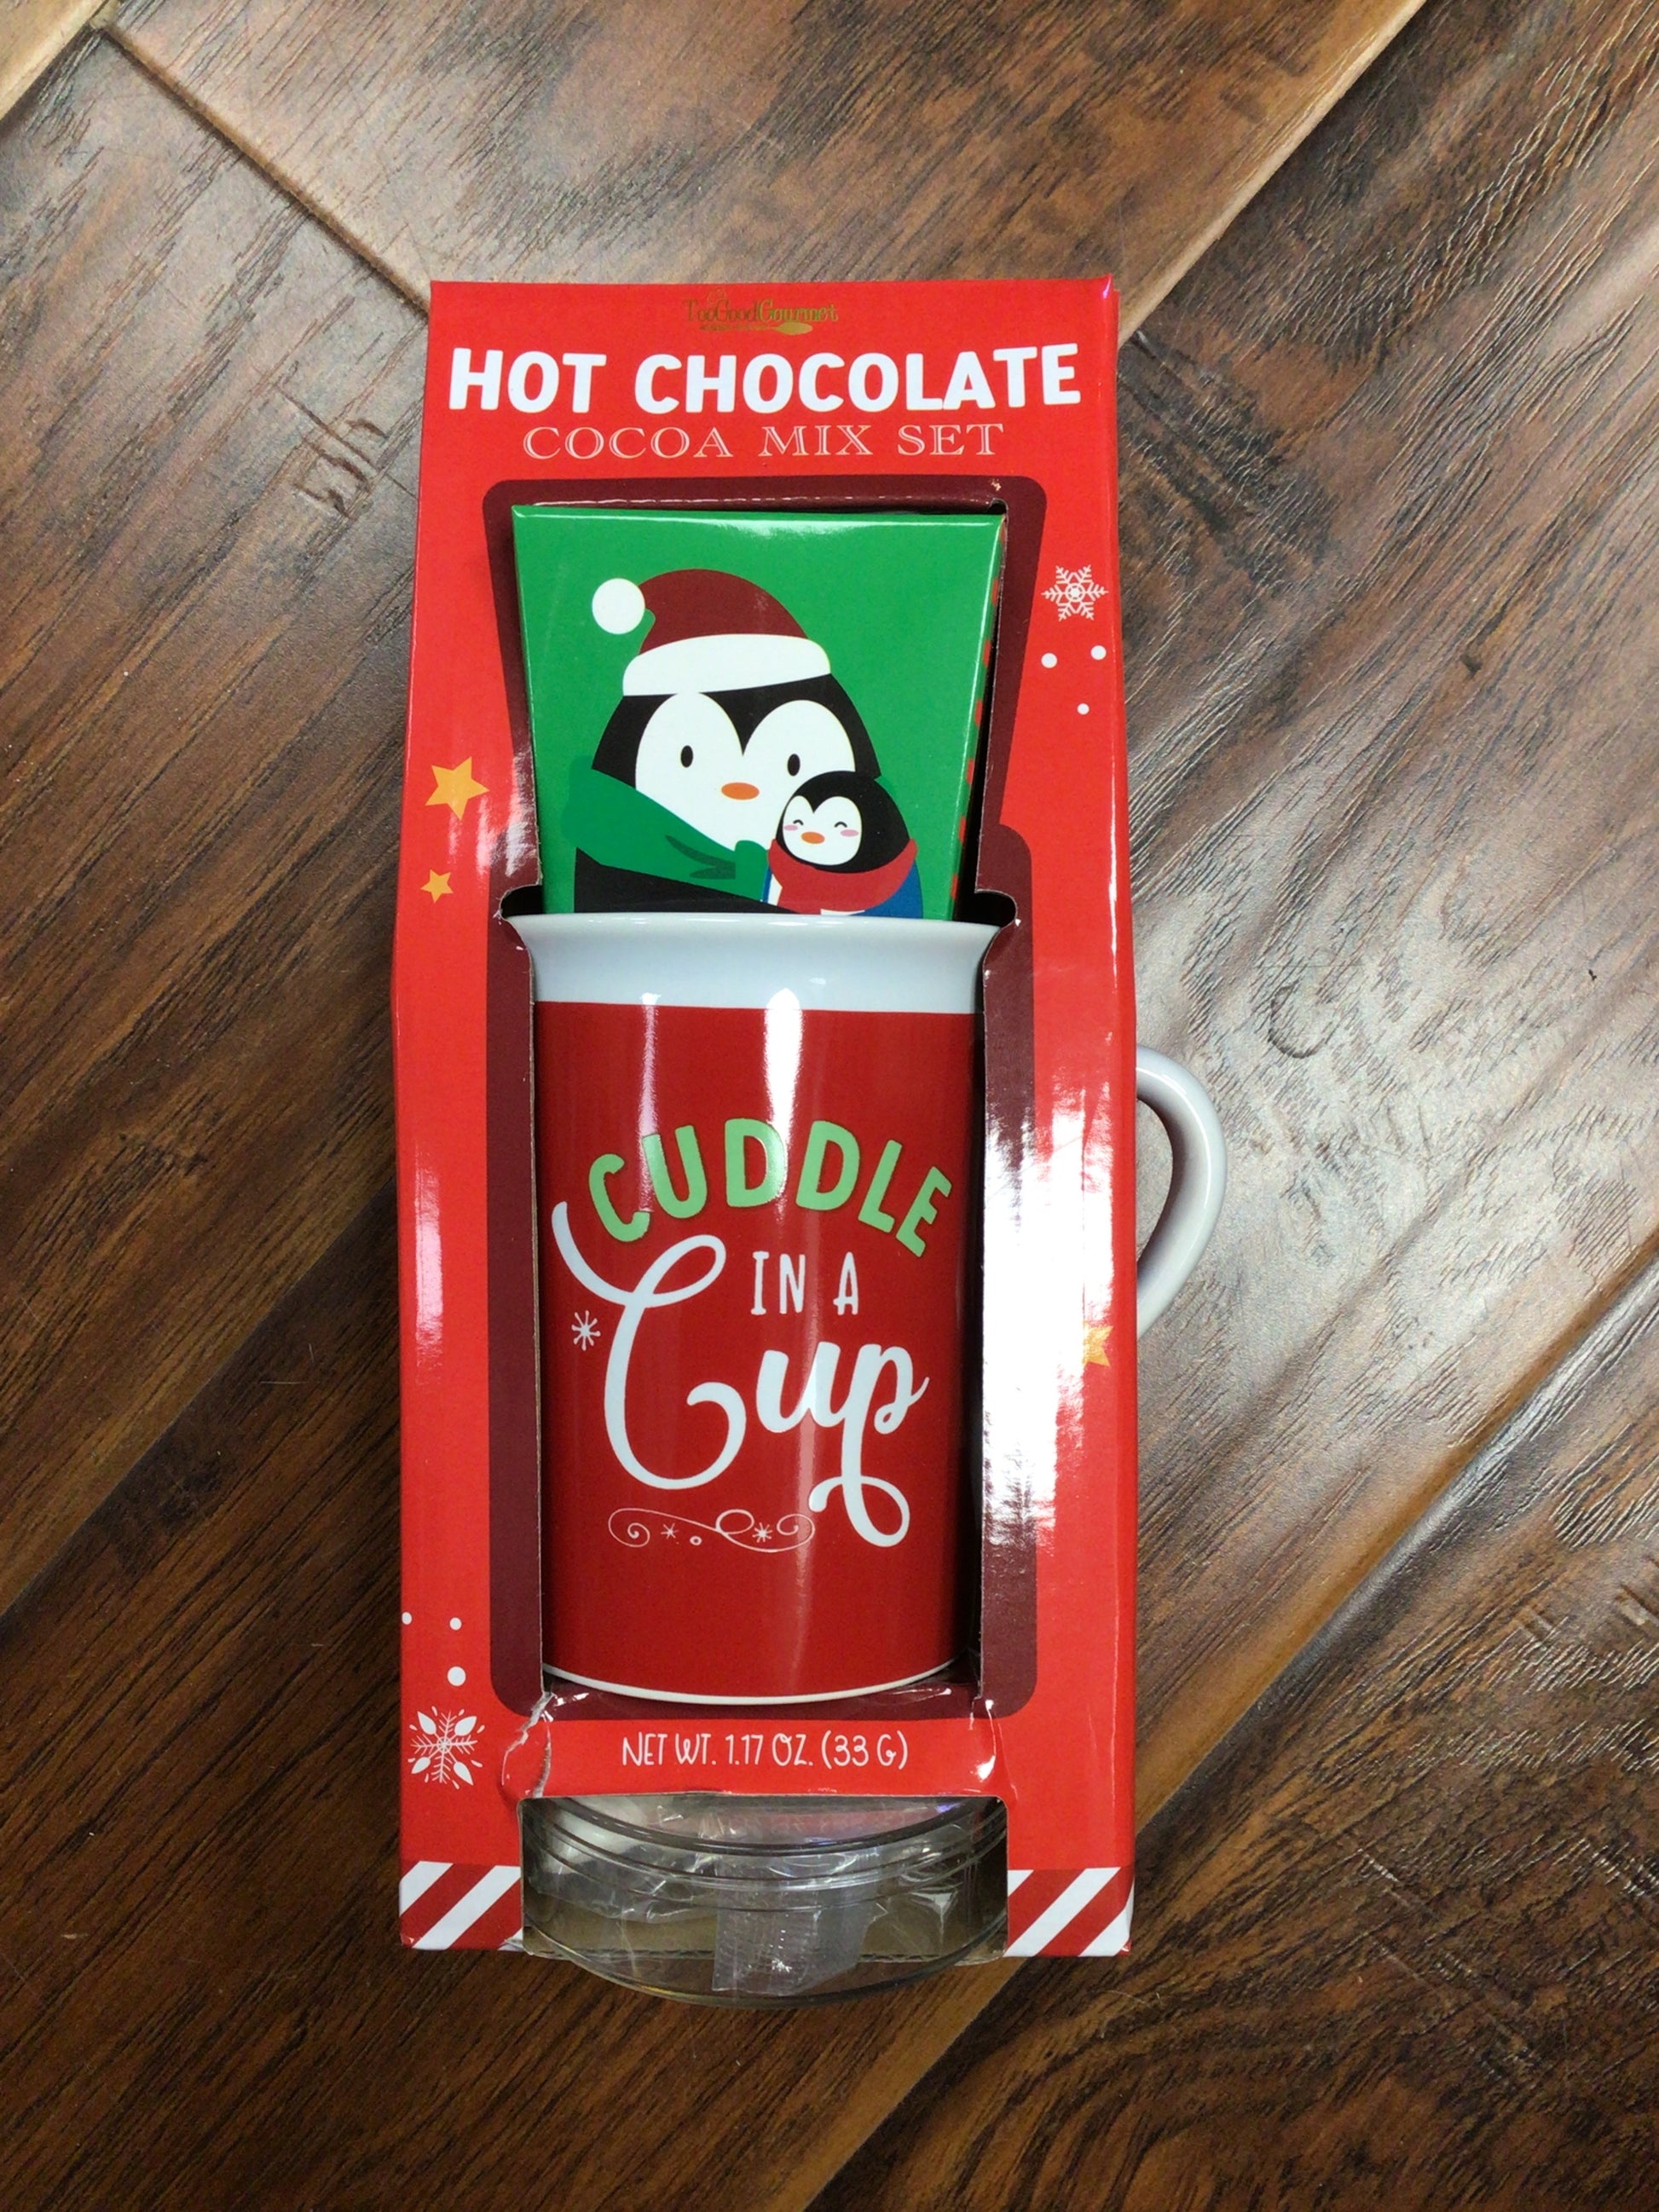 TooGoodGourmet
HOT CHOCOLATE
COCOA MIX SET
CUDDLE
IN A
Cup
NET WT. 1.17 OZ. (33 G)